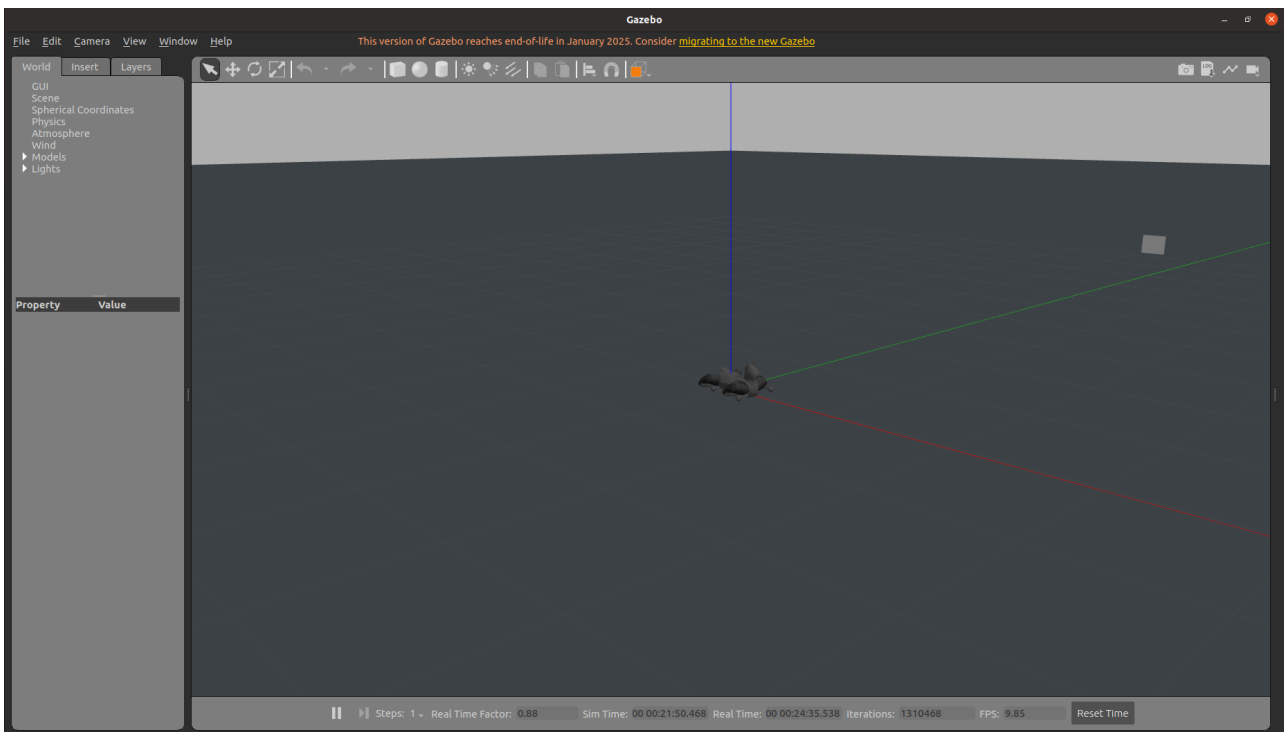 Gazebo
File Edit Camera View Window Help This version of Gazebo reaches end-of-life in January 2025. Consider migrating to the new Gazebo
World Insert Layers
GUI
Scene
Spherical Coordinates
Physics
Atmosphere
Wind
Models
Lights
Property Value
Steps: 1 Real Time Factor: 0.88 Sim Time: 00 00:21:50.468 Real Time: 00 00:24:35.538 Iterations: 1310468 FPS: 9.85 Reset Time